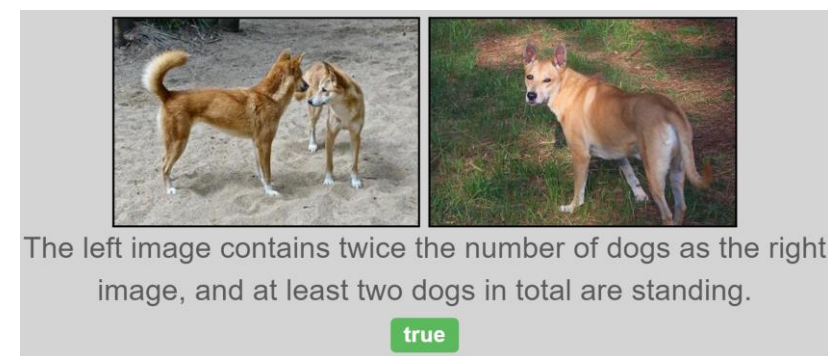 The left image contains twice the number of dogs as the right
image, and at least two dogs in total are standing.
true